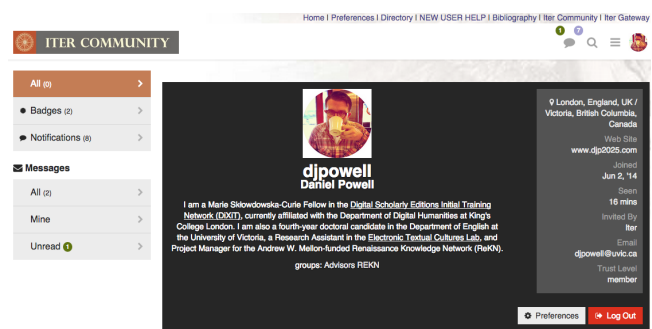 Home I Preferences I Directory I NEW USER HELP I Bibliography I Iter Community I Iter Gateway
ITER COMMUNITY
1 7
All (0)
Badges (2)
Notifications (8)
Messages
All (2)
Mine
Unread 1
djpowell
Daniel Powell
I am a Marie Skłowdowska-Curie Fellow in the Digital Scholarly Editions Initial Training
Network (DiXiT), currently affiliated with the Department of Digital Humanities at King's
College London. I am also a fourth-year doctoral candidate in the Department of English at
the University of Victoria, a Research Assistant in the Electronic Textual Cultures Lab, and
Project Manager for the Andrew W. Mellon-funded Renaissance Knowledge Network (ReKN).
groups: Advisors REKN
London, England, UK /
Victoria, British Columbia,
Canada
Web Site
www.djp2025.com
Joined
Jun 2, '14
Seen
16 mins
Invited By
Iter
Email
djpowell@uvic.ca
Trust Level
member
Preferences
Log Out